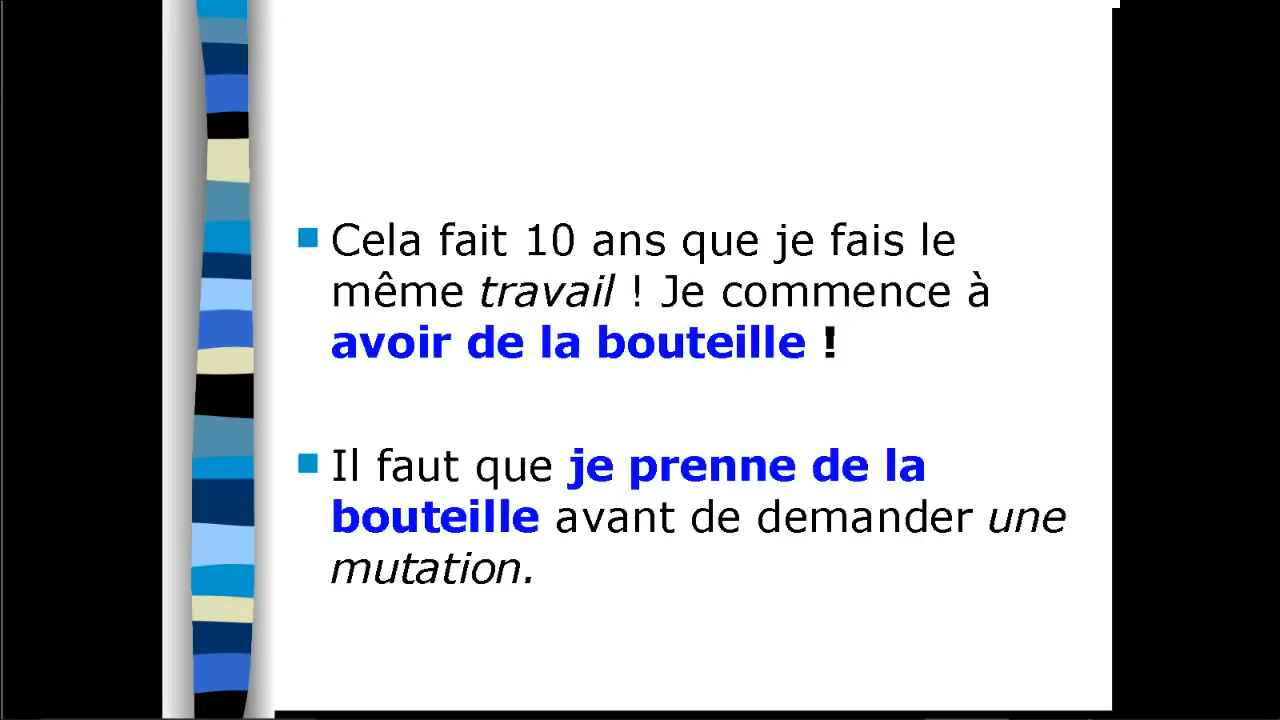 Cela fait 10 ans que je fais le
même travail ! Je commence à
avoir de la bouteille !
Il faut que je prenne de la
bouteille avant de demander une
mutation.